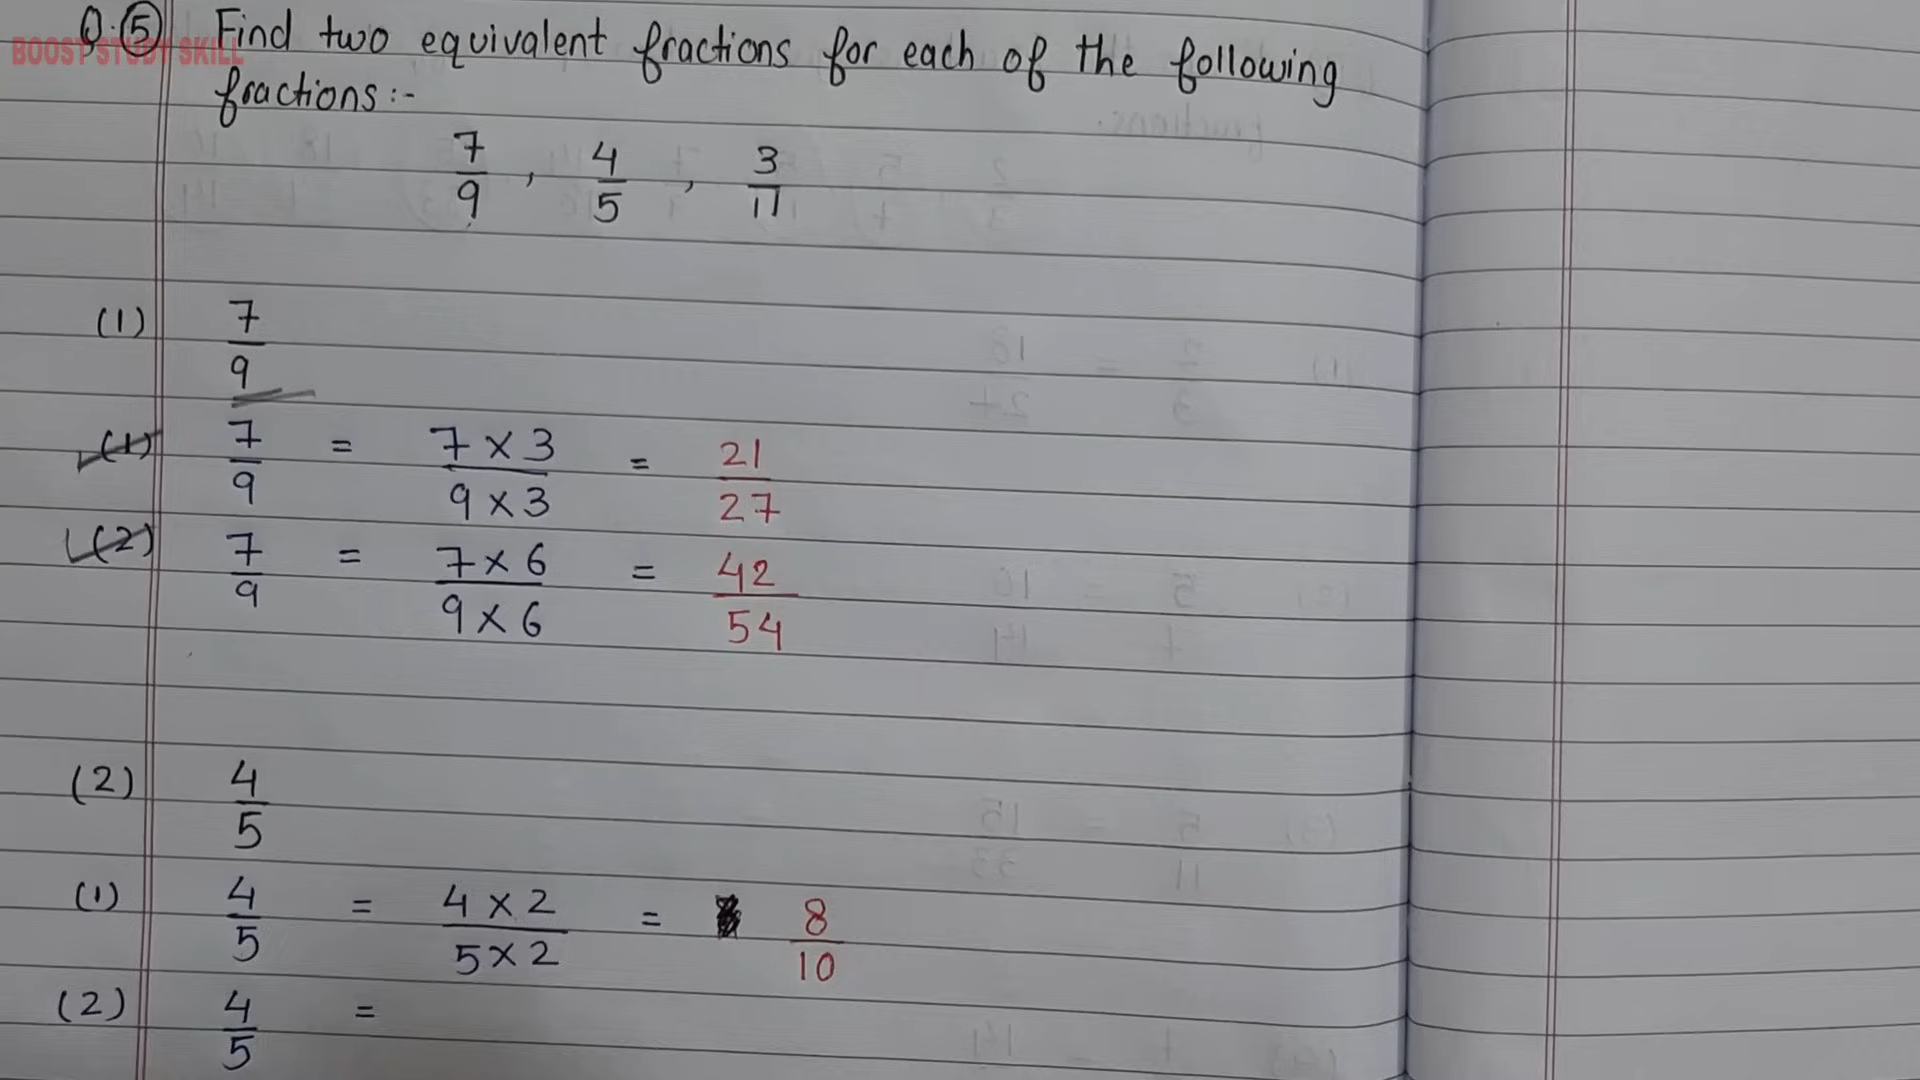 Q.⑤ Find two equivalent fractions for each of the following
BOOST STUDY SKILL
fractions :-
7/9 , 4/5 , 3/11
(1) 7/9
(1) 7/9 = 7 × 3 / 9 × 3 = 21/27
(2) 7/9 = 7 × 6 / 9 × 6 = 42/54
(2) 4/5
(1) 4/5 = 4 × 2 / 5 × 2 = 8/10
(2) 4/5 =